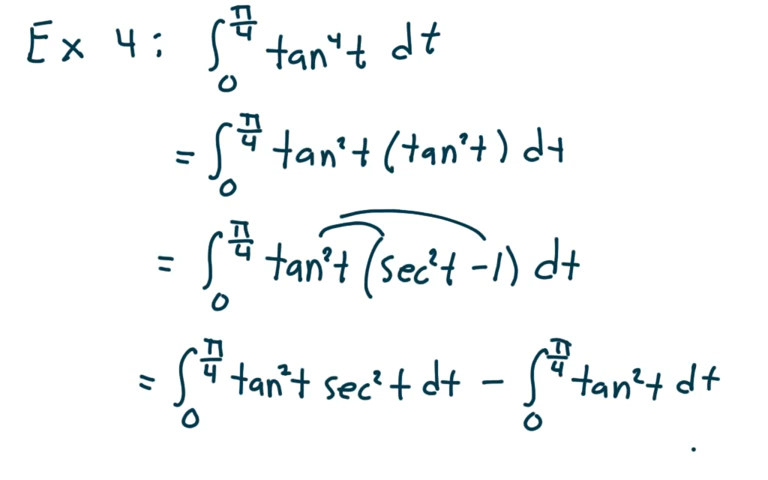 Ex 4: ∫₀^{π/4} tan⁴t dt
= ∫₀^{π/4} tan²t (tan²t) dt
= ∫₀^{π/4} tan²t (sec²t -1) dt
= ∫₀^{π/4} tan²t sec²t dt - ∫₀^{π/4} tan²t dt